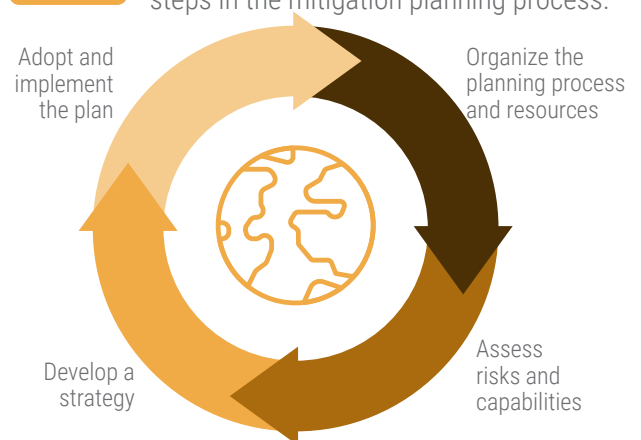 steps in the mitigation planning process.
Adopt and
implement
the plan
Organize the
planning process
and resources
Develop a
strategy
Assess
risks and
capabilities